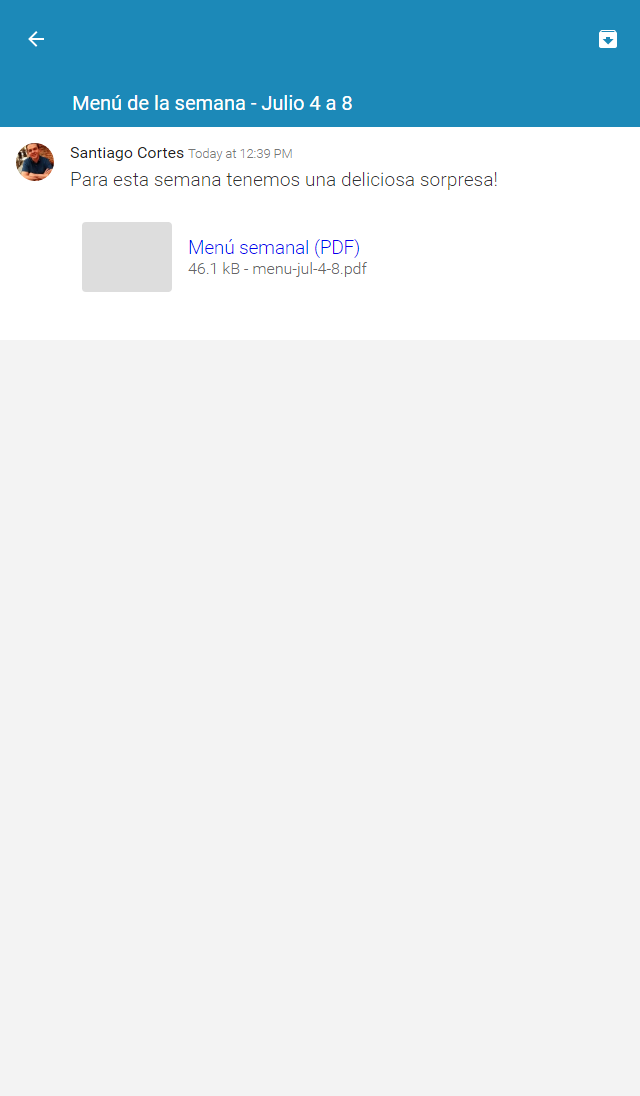 Menú de la semana - Julio 4 a 8
Santiago Cortes Today at 12:39 PM
Para esta semana tenemos una deliciosa sorpresa!
Menú semanal (PDF)
46.1 kB - menu-jul-4-8.pdf